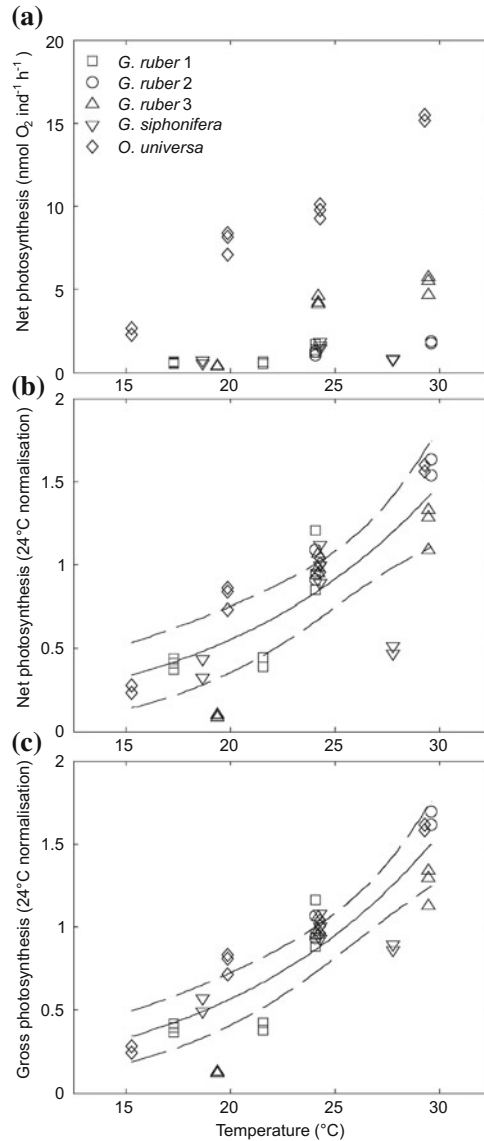 (a)
20
15
10
5
0
Net photosynthesis (nmol O₂ ind⁻¹ h⁻¹)
G. ruber 1
G. ruber 2
G. ruber 3
G. siphonifera
O. universa
15 20 25 30
(b)
2
1.5
1
0.5
0
Net photosynthesis (24°C normalisation)
15 20 25 30
(c)
2
1.5
1
0.5
0
Gross photosynthesis (24°C normalisation)
15 20 25 30
Temperature (°C)